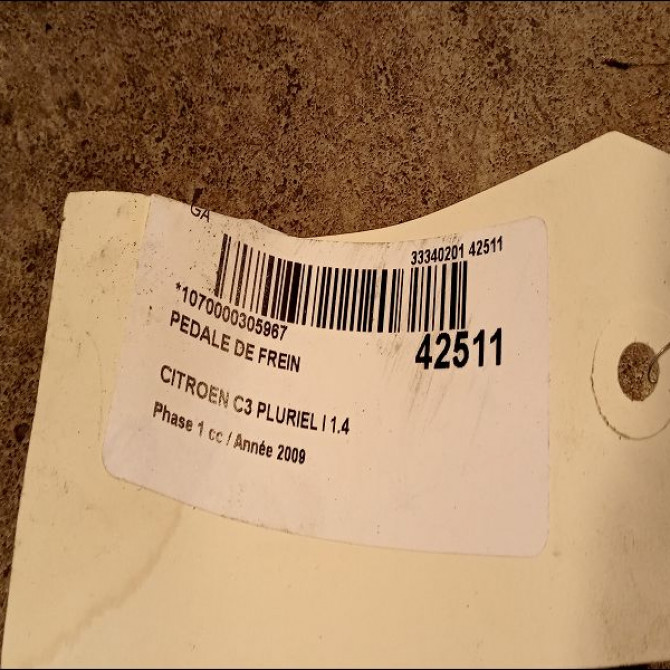 GA
33340201 42511
*1070000305967
42511
PEDALE DE FREIN
CITROEN C3 PLURIEL I 1.4
Phase 1 cc / Année 2009